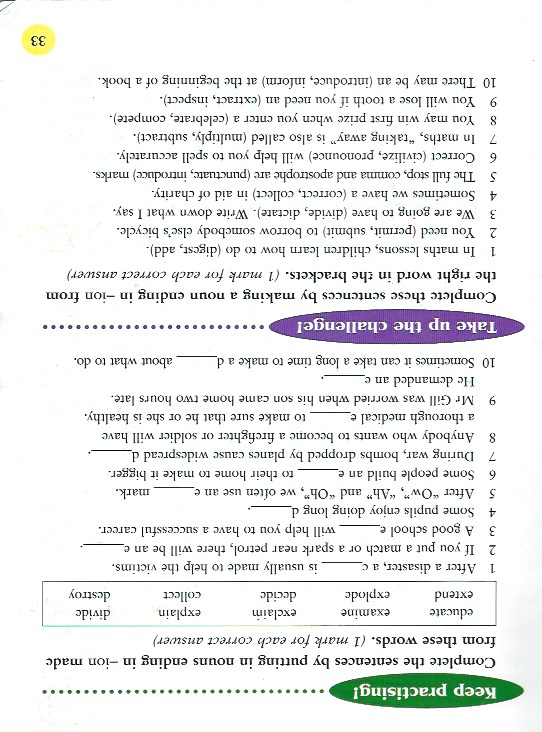 Keep practising!
Complete the sentences by putting in nouns ending in –ion made
from these words. (1 mark for each correct answer)
educate examine exclaim explain divide
extend explode decide collect destroy
1 After a disaster, a c______ is usually made to help the victims.
2 If you put a match or a spark near petrol, there will be an e______.
3 A good school e______ will help you to have a successful career.
4 Some pupils enjoy doing long d______.
5 After “Ow”, “Ah” and “Oh”, we often use an e______ mark.
6 Some people build an e______ to their home to make it bigger.
7 During war, bombs dropped by planes cause widespread d______.
8 Anybody who wants to become a firefighter or soldier will have
a thorough medical e______ to make sure that he or she is healthy.
9 Mr Gill was worried when his son came home two hours late.
He demanded an e______.
10 Sometimes it can take a long time to make a d______ about what to do.
Take up the challenge!
Complete these sentences by making a noun ending in –ion from
the right word in the brackets. (1 mark for each correct answer)
1 In maths lessons, children learn how to do (digest, add).
2 You need (permit, submit) to borrow somebody else’s bicycle.
3 We are going to have (divide, dictate). Write down what I say.
4 Sometimes we have a (correct, collect) in aid of charity.
5 The full stop, comma and apostrophe are (punctuate, introduce) marks.
6 Correct (civilize, pronounce) will help you to spell accurately.
7 In maths, “taking away” is also called (multiply, subtract).
8 You may win first prize when you enter a (celebrate, compete).
9 You will lose a tooth if you need an (extract, inspect).
10 There may be an (introduce, inform) at the beginning of a book.
33